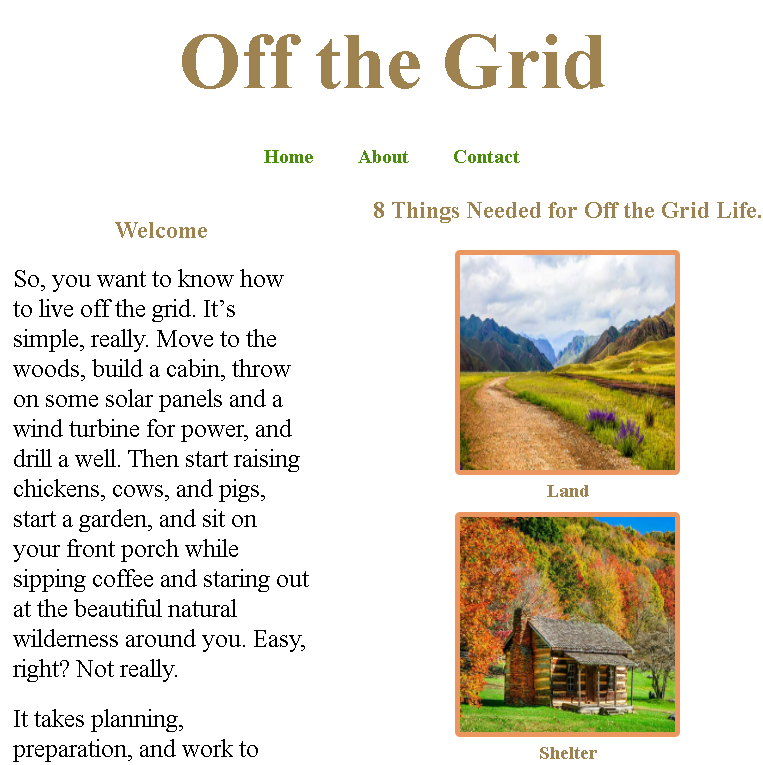 Off the Grid
Home About Contact
Welcome
So, you want to know how
to live off the grid. It’s
simple, really. Move to the
woods, build a cabin, throw
on some solar panels and a
wind turbine for power, and
drill a well. Then start raising
chickens, cows, and pigs,
start a garden, and sit on
your front porch while
sipping coffee and staring out
at the beautiful natural
wilderness around you. Easy,
right? Not really.
It takes planning,
preparation, and work to
8 Things Needed for Off the Grid Life.
Land
Shelter